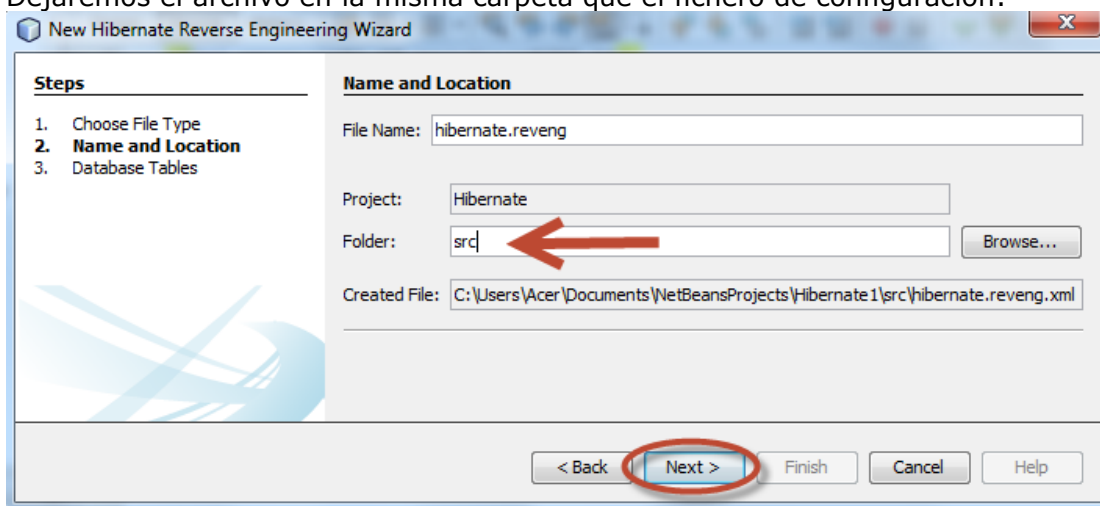 Dejaremos el archivo en la misma carpeta que el fichero de configuración.
New Hibernate Reverse Engineering Wizard
Steps
1. Choose File Type
2. Name and Location
3. Database Tables
Name and Location
File Name: hibernate.reveng
Project: Hibernate
Folder: src Browse...
Created File: C:\Users\Acer\Documents\NetBeansProjects\Hibernate1\src\hibernate.reveng.xml
< Back Next > Finish Cancel Help